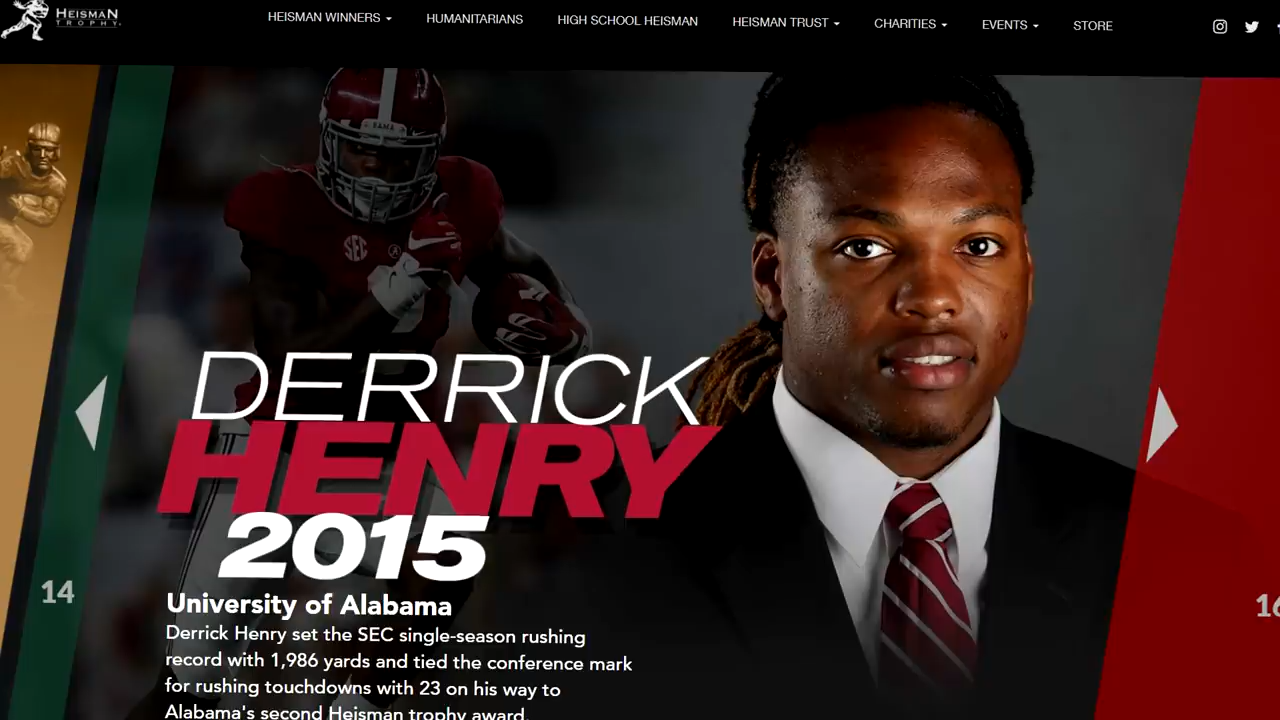 HEISMAN
TROPHY
HEISMAN WINNERS
HUMANITARIANS
HIGH SCHOOL HEISMAN
HEISMAN TRUST
CHARITIES
EVENTS
STORE
BAMA
SEC
DERRICK
HENRY
2015
14
16
University of Alabama
Derrick Henry set the SEC single-season rushing
record with 1,986 yards and tied the conference mark
for rushing touchdowns with 23 on his way to
Alabama's second Heisman trophy award.